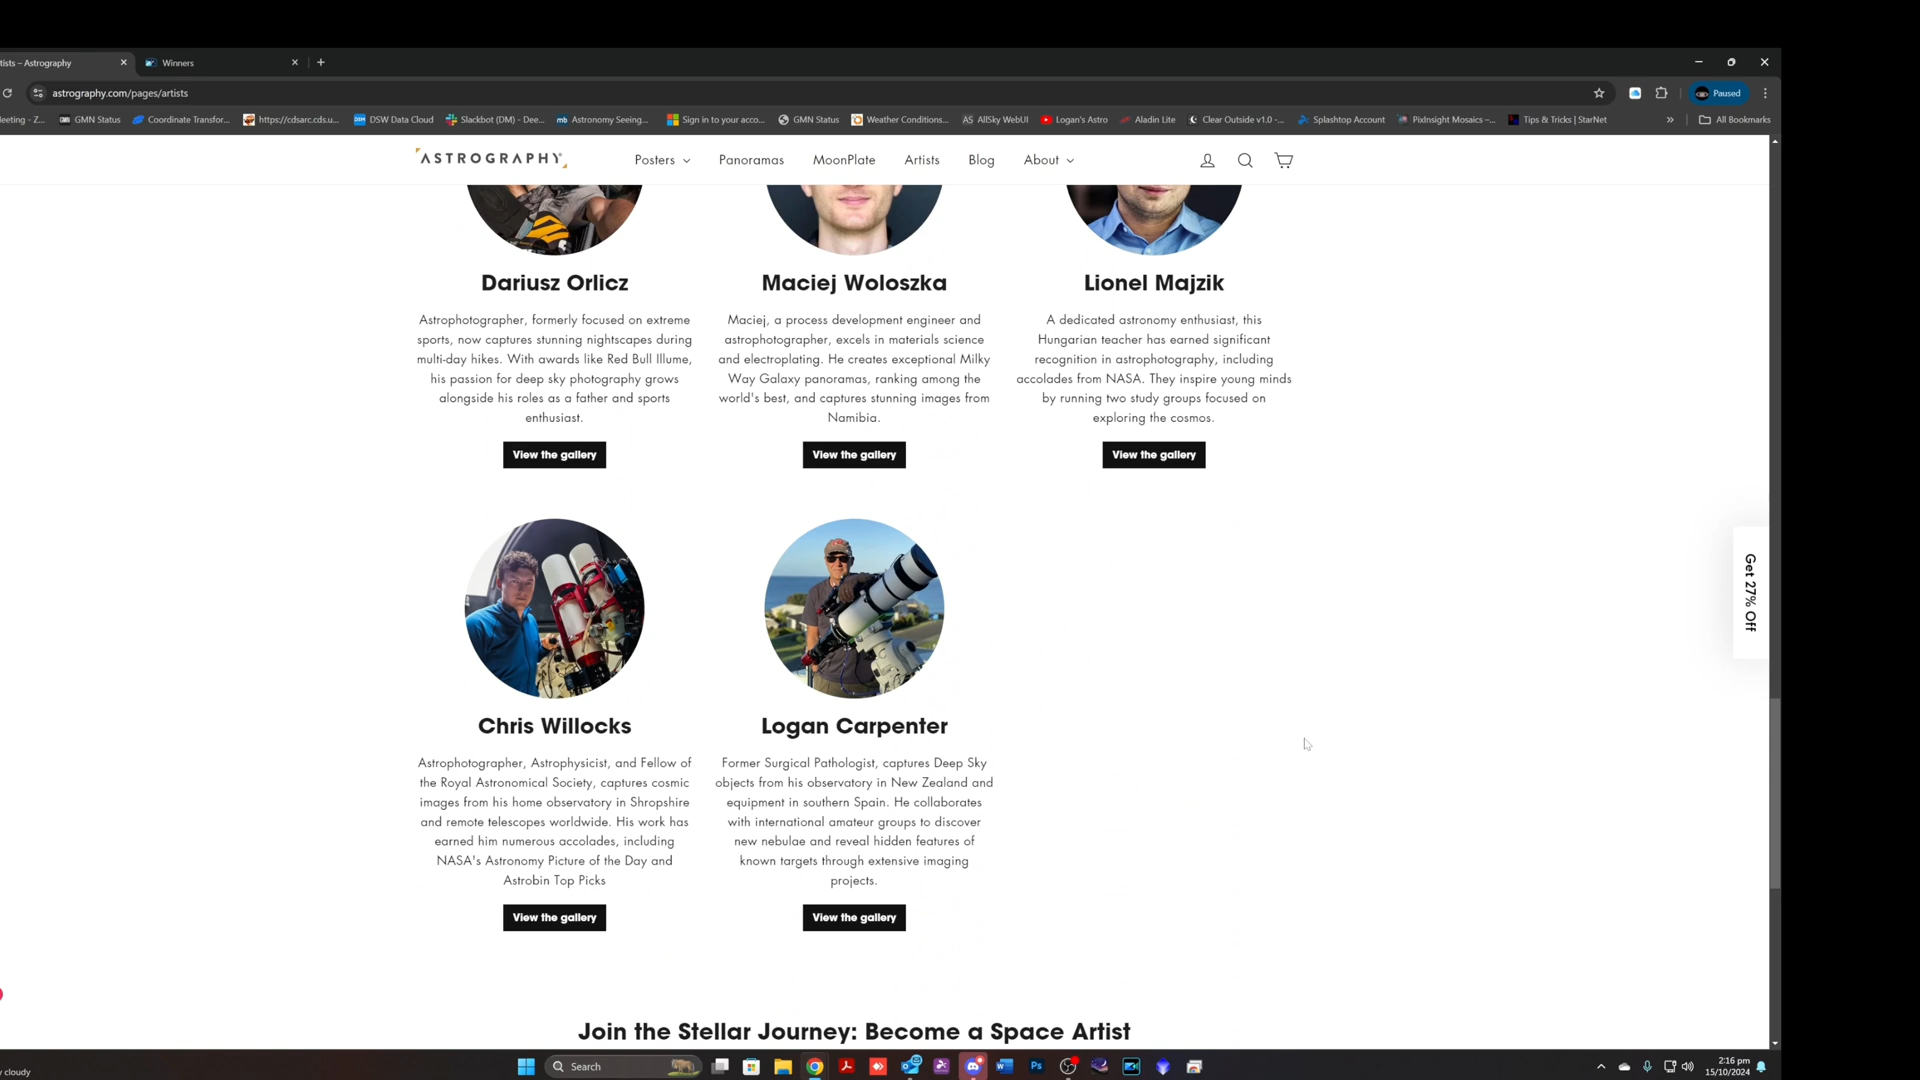 tists – Astrography
Winners
astrography.com/pages/artists
Paused
leeting - Z...
GMN Status
Coordinate Transfor...
https://cdsarc.cds.u...
DSW Data Cloud
Slackbot (DM) - Dee...
Astronomy Seeing...
Sign in to your acco...
GMN Status
Weather Conditions...
AS AllSky WebUI
Logan's Astro
Aladin Lite
Clear Outside v1.0 -...
Splashtop Account
PixInsight Mosaics –...
Tips & Tricks | StarNet
»
All Bookmarks
ASTROGRAPHY
Posters
Panoramas
MoonPlate
Artists
Blog
About
Dariusz Orlicz
Astrophotographer, formerly focused on extreme
sports, now captures stunning nightscapes during
multi-day hikes. With awards like Red Bull Illume,
his passion for deep sky photography grows
alongside his roles as a father and sports
enthusiast.
View the gallery
Maciej Woloszka
Maciej, a process development engineer and
astrophotographer, excels in materials science
and electroplating. He creates exceptional Milky
Way Galaxy panoramas, ranking among the
world's best, and captures stunning images from
Namibia.
View the gallery
Lionel Majzik
A dedicated astronomy enthusiast, this
Hungarian teacher has earned significant
recognition in astrophotography, including
accolades from NASA. They inspire young minds
by running two study groups focused on
exploring the cosmos.
View the gallery
Get 27% Off
Chris Willocks
Astrophotographer, Astrophysicist, and Fellow of
the Royal Astronomical Society, captures cosmic
images from his home observatory in Shropshire
and remote telescopes worldwide. His work has
earned him numerous accolades, including
NASA's Astronomy Picture of the Day and
Astrobin Top Picks
View the gallery
Logan Carpenter
Former Surgical Pathologist, captures Deep Sky
objects from his observatory in New Zealand and
equipment in southern Spain. He collaborates
with international amateur groups to discover
new nebulae and reveal hidden features of
known targets through extensive imaging
projects.
View the gallery
Join the Stellar Journey: Become a Space Artist
y cloudy
Search
2:16 pm
15/10/2024